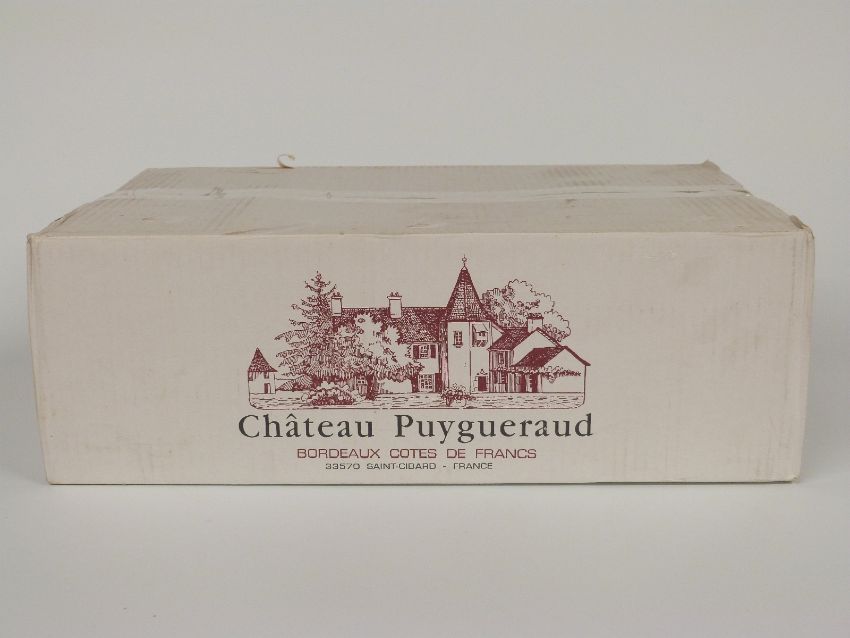 Château Puygueraud
BORDEAUX COTES DE FRANCS
33570 SAINT-CIBARD - FRANCE